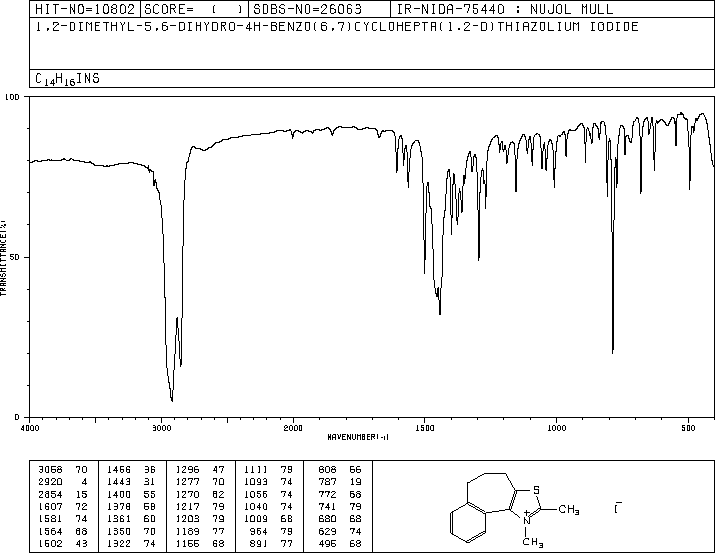 HIT-NO=10802 SCORE= ( ) SDBS-NO=26063 IR-NIDA-75440 : NUJOL MULL
1,2-DIMETHYL-5,6-DIHYDRO-4H-BENZO(6,7)CYCLOHEPTA(1,2-D)THIAZOLIUM IODIDE
C14H16INS
100
50
0
TRANSMITTANCE(%)
4000 3000 2000 1500 1000 500
WAVENUMBER(-1)
3068 70 1456 36 1296 47 1111 79 808 66
2920 4 1443 31 1277 70 1093 74 787 19
2854 15 1400 55 1270 62 1056 74 772 68
1607 72 1378 58 1217 79 1040 74 741 79
1581 74 1361 60 1203 79 1009 68 680 68
1564 68 1350 70 1189 77 964 79 629 74
1502 43 1322 74 1155 68 891 77 495 68
S
CH3
N+
CH3
I-